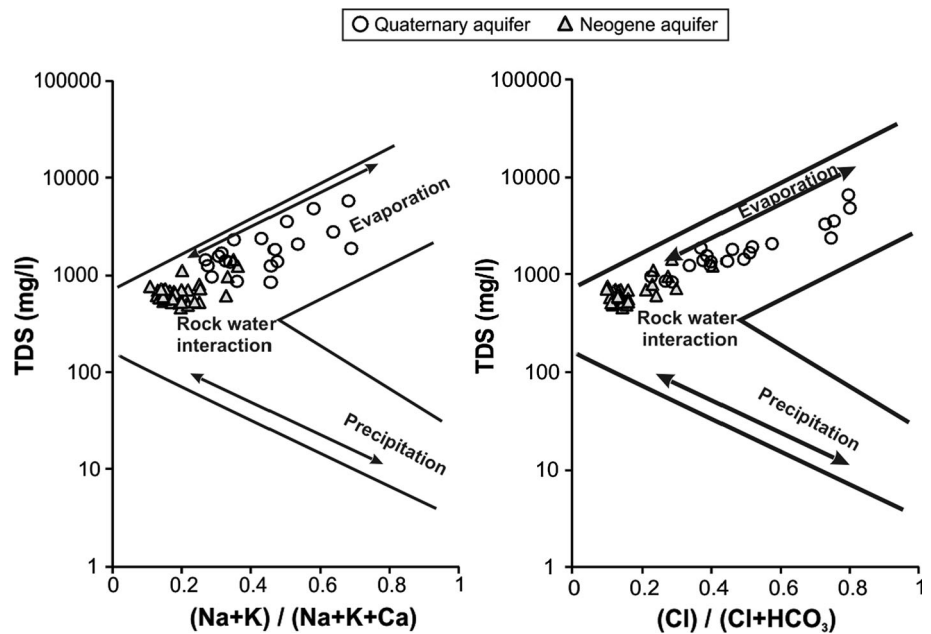 Quaternary aquifer Neogene aquifer
TDS (mg/l)
100000
10000
1000
100
10
1
0 0.2 0.4 0.6 0.8 1
(Na+K) / (Na+K+Ca)
Evaporation
Rock water
interaction
Precipitation
TDS (mg/l)
100000
10000
1000
100
10
1
0 0.2 0.4 0.6 0.8 1
(Cl) / (Cl+HCO₃)
Evaporation
Rock water
interaction
Precipitation